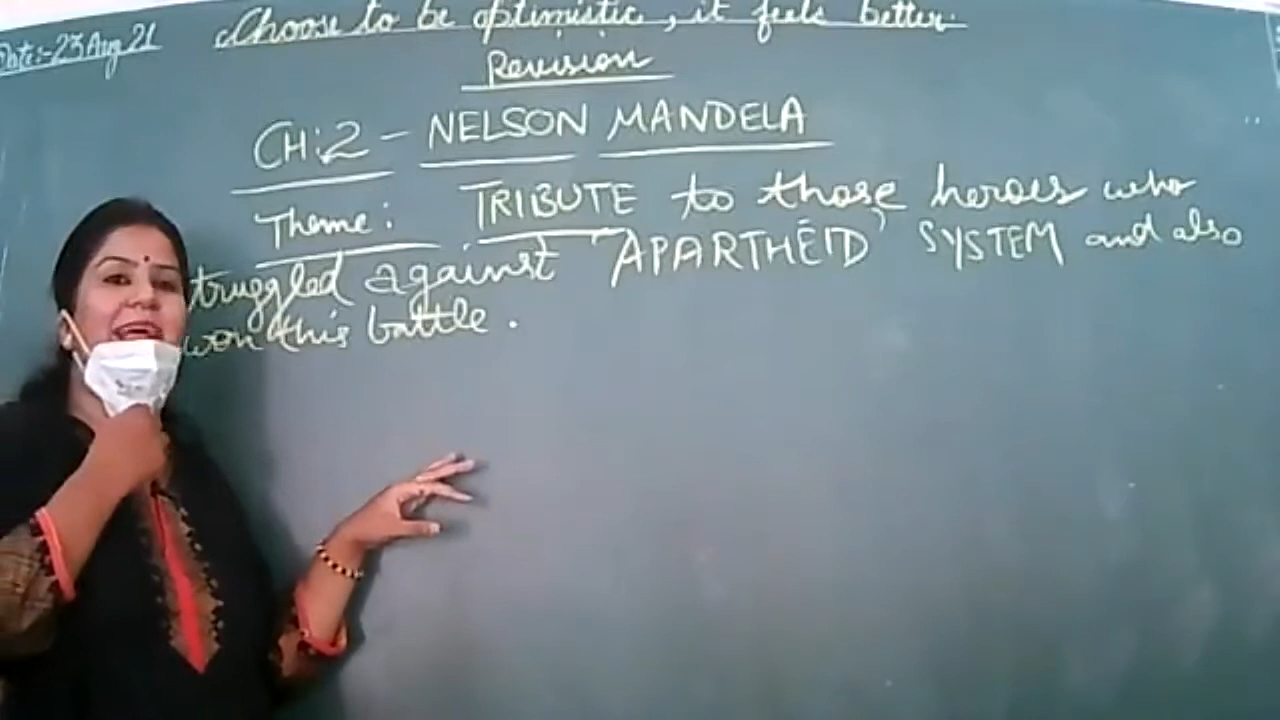 Date:- 23 Aug 21 Choose to be optimistic, it feels better.
Revision
CH:2 - NELSON MANDELA
Theme: TRIBUTE to those heroes who
truggled against "APARTHEID" SYSTEM and also
won this battle.